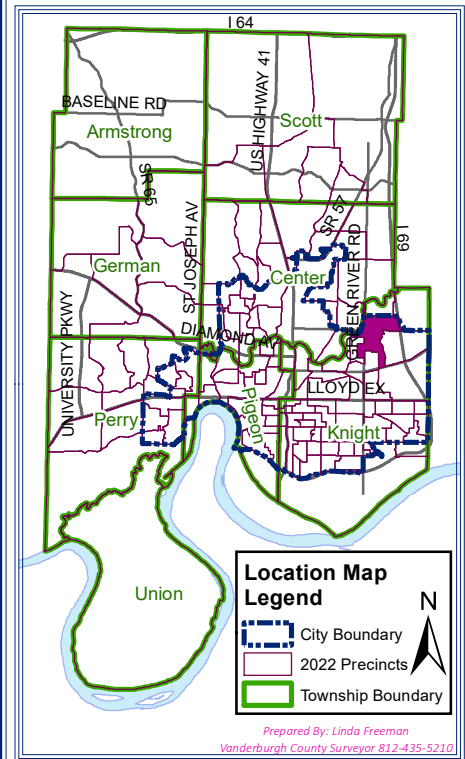 I 64
US HIGHWAY 41
BASELINE RD
Scott
Armstrong
SR 65
ST JOSEPH AV
SR 57
I 69
German
Center
GREEN RIVER RD
UNIVERSITY PKWY
DIAMOND AV
LLOYD EX
Perry
Pigeon
Knight
Union
Location Map
Legend
N
City Boundary
2022 Precincts
Township Boundary
Prepared By: Linda Freeman
Vanderburgh County Surveyor 812-435-5210